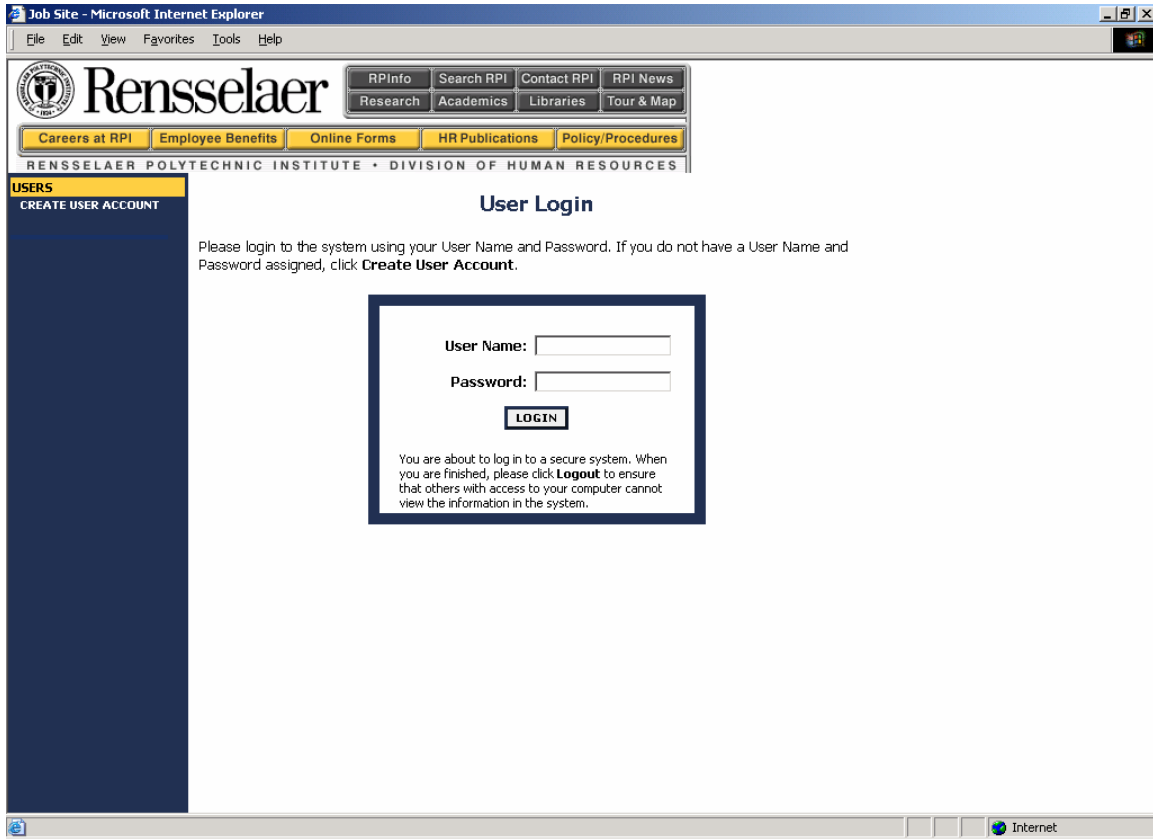 Job Site - Microsoft Internet Explorer
File Edit View Favorites Tools Help
Rensselaer
RPInfo Search RPI Contact RPI RPI News
Research Academics Libraries Tour & Map
Careers at RPI Employee Benefits Online Forms HR Publications Policy/Procedures
RENSSELAER POLYTECHNIC INSTITUTE • DIVISION OF HUMAN RESOURCES
USERS
CREATE USER ACCOUNT
User Login
Please login to the system using your User Name and Password. If you do not have a User Name and
Password assigned, click Create User Account.
User Name:
Password:
LOGIN
You are about to log in to a secure system. When
you are finished, please click Logout to ensure
that others with access to your computer cannot
view the information in the system.
Internet